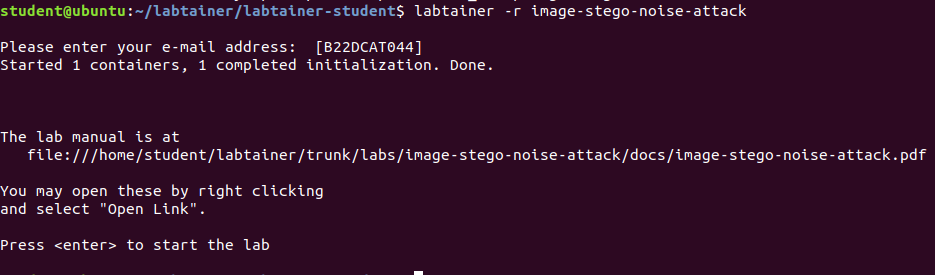 student@ubuntu:~/labtainer/labtainer-student$ labtainer -r image-stego-noise-attack
Please enter your e-mail address:  [B22DCAT044]
Started 1 containers, 1 completed initialization. Done.
The lab manual is at
   file:///home/student/labtainer/trunk/labs/image-stego-noise-attack/docs/image-stego-noise-attack.pdf
You may open these by right clicking
and select "Open Link".
Press <enter> to start the lab